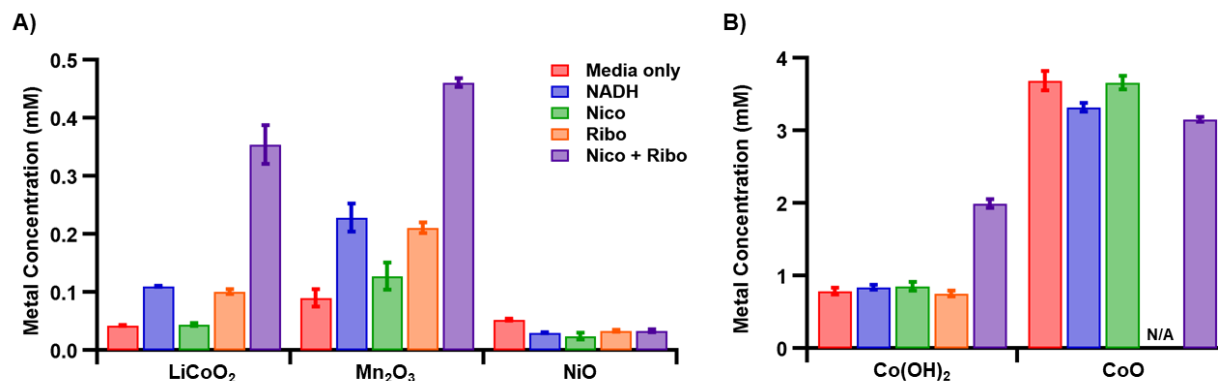 A)
Metal Concentration (mM)
0.5
0.4
0.3
0.2
0.1
0.0
Media only
NADH
Nico
Ribo
Nico + Ribo
LiCoO₂
Mn₂O₃
NiO
B)
Metal Concentration (mM)
4
3
2
1
0
N/A
Co(OH)₂
CoO